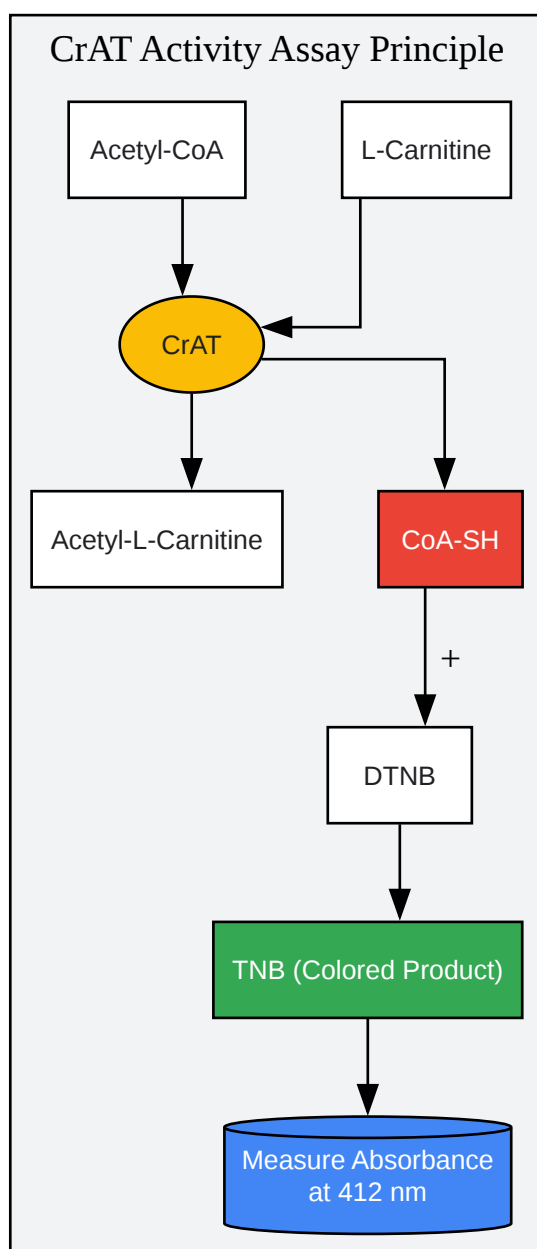 CrAT Activity Assay Principle
Acetyl-CoA
L-Carnitine
CrAT
Acetyl-L-Carnitine
CoA-SH
+
DTNB
TNB (Colored Product)
Measure Absorbance
at 412 nm